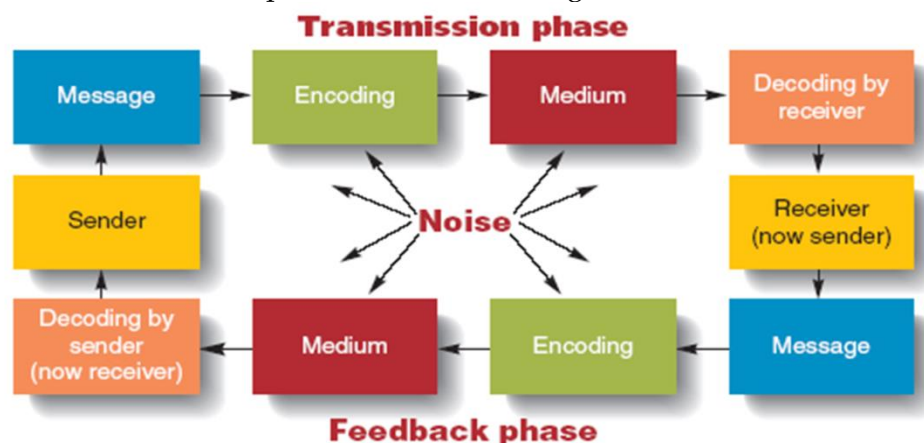 Transmission phase
Message
Encoding
Medium
Decoding by
receiver
Sender
Noise
Receiver
(now sender)
Decoding by
sender
(now receiver)
Medium
Encoding
Message
Feedback phase